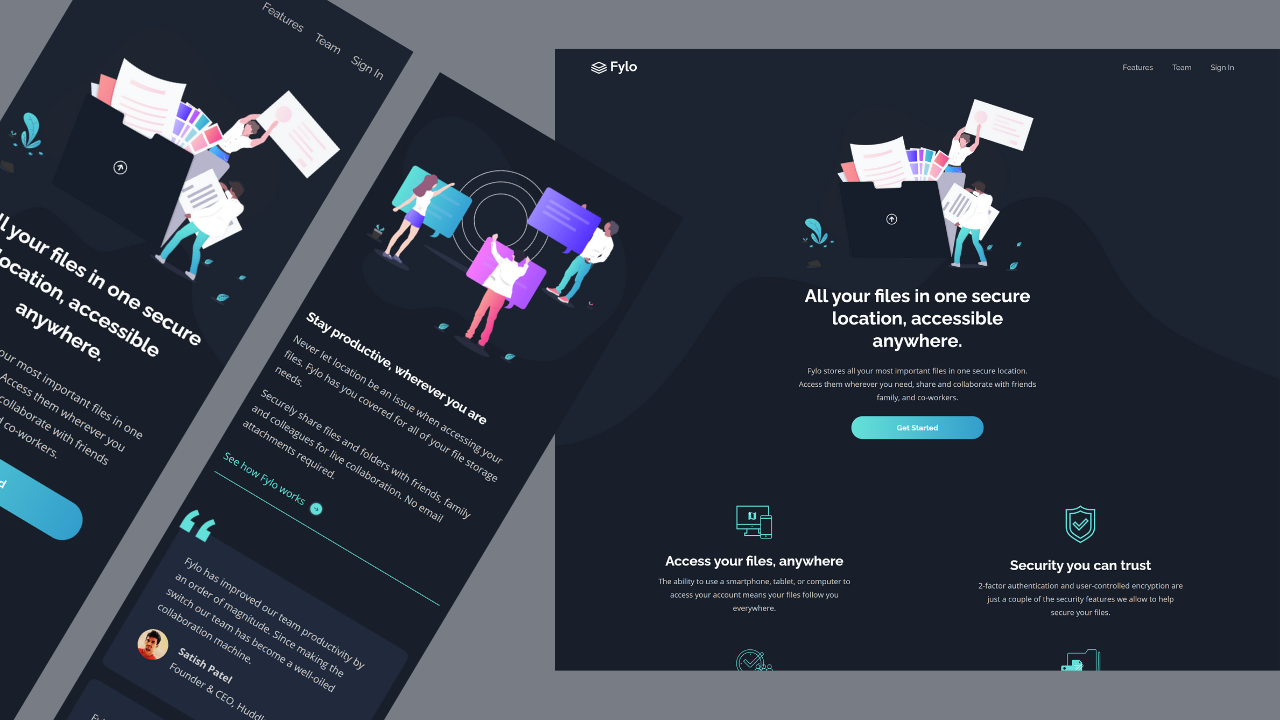 Features
Team
Sign In
all your files in one secure
location, accessible
anywhere.
our most important files in one
Access them wherever you
collaborate with friends
co-workers.
Stay productive, wherever you are
Never let location be an issue when accessing your
files. Fylo has you covered for all of your file storage
needs.
Securely share files and folders with friends, family
and colleagues for live collaboration. No email
attachments required.
See how Fylo works
Fylo has improved our team productivity by
an order of magnitude. Since making the
switch our team has become a well-oiled
collaboration machine.
Satish Patel
Founder & CEO, Huddl
Fylo
Features Team Sign In
All your files in one secure
location, accessible
anywhere.
Fylo stores all your most important files in one secure location.
Access them wherever you need, share and collaborate with friends
family, and co-workers.
Get Started
Access your files, anywhere
The ability to use a smartphone, tablet, or computer to
access your account means your files follow you
everywhere.
Security you can trust
2-factor authentication and user-controlled encryption are
just a couple of the security features we allow to help
secure your files.